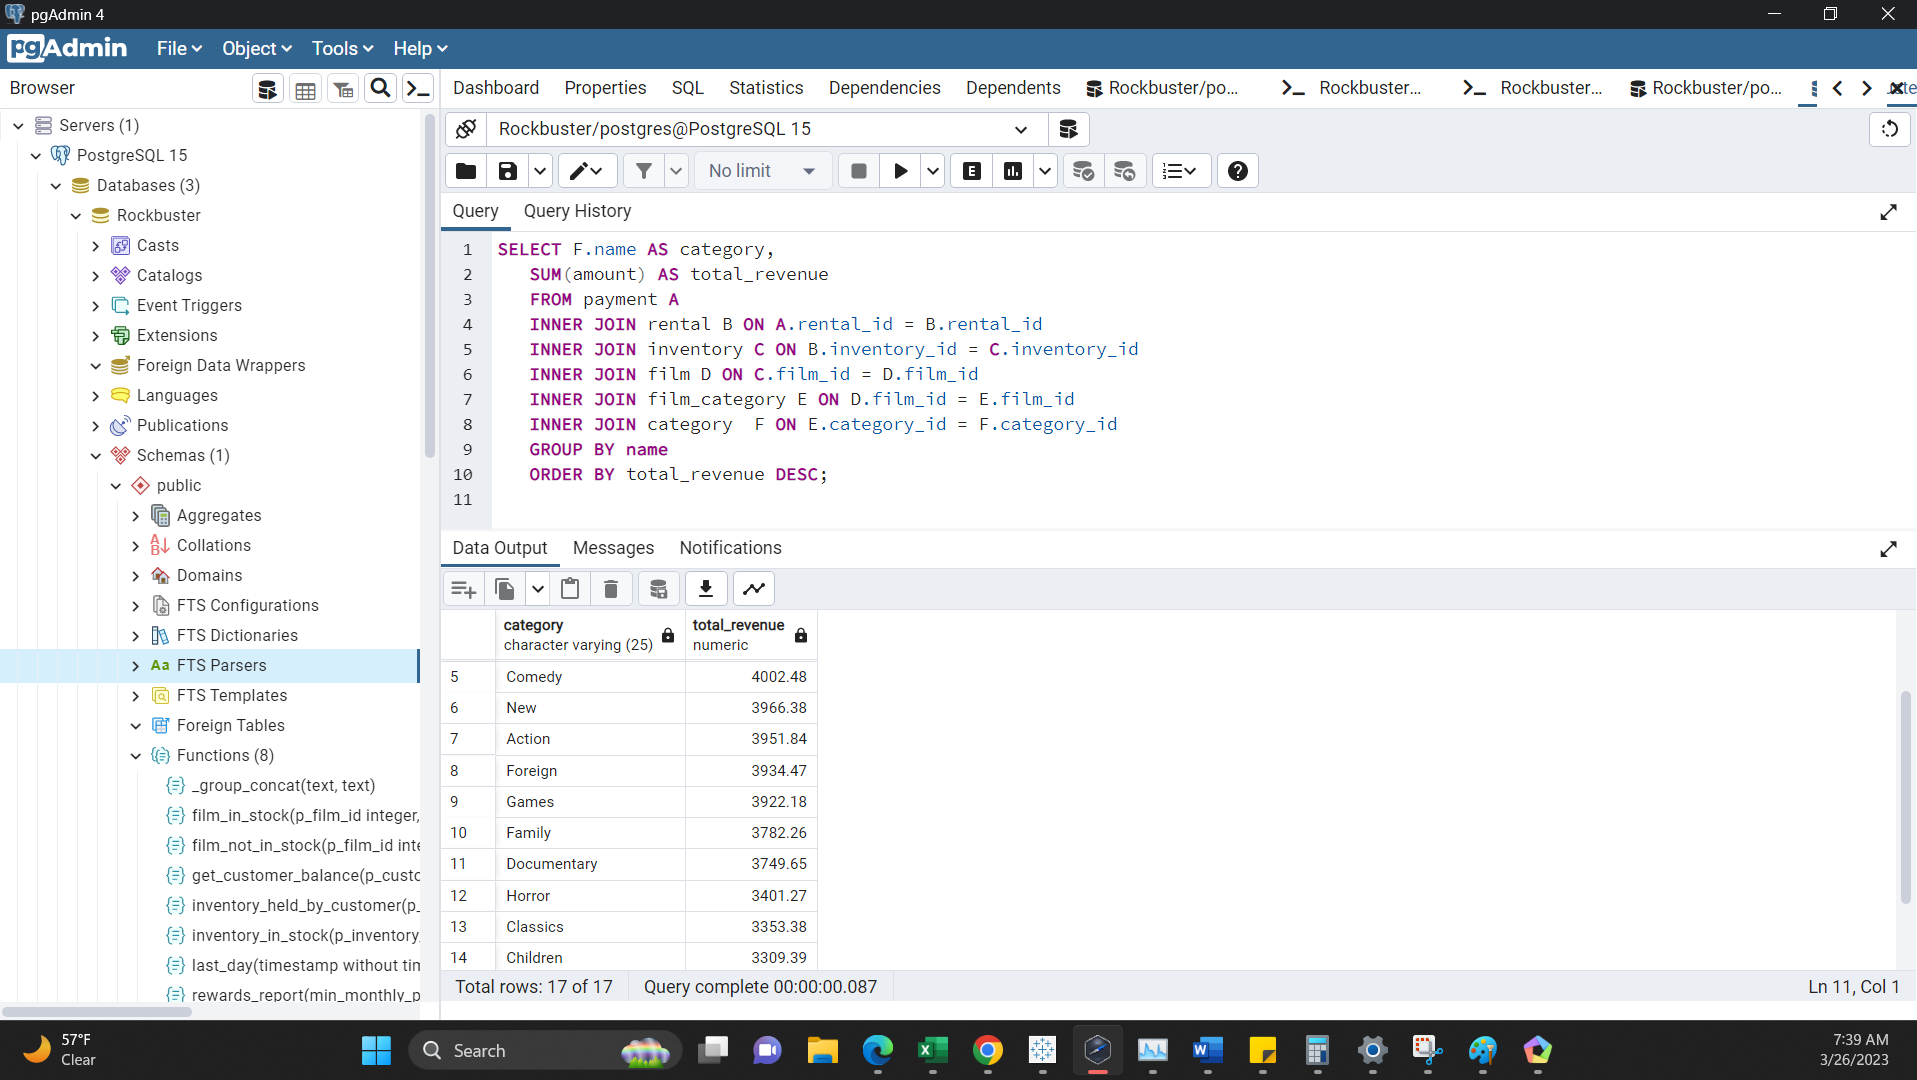 pgAdmin 4
pgAdmin File Object Tools Help
Browser
Dashboard Properties SQL Statistics Dependencies Dependents Rockbuster/po... Rockbuster... Rockbuster... Rockbuster/po...
Servers (1)
PostgreSQL 15
Databases (3)
Rockbuster
Casts
Catalogs
Event Triggers
Extensions
Foreign Data Wrappers
Languages
Publications
Schemas (1)
public
Aggregates
Collations
Domains
FTS Configurations
FTS Dictionaries
Aa FTS Parsers
FTS Templates
Foreign Tables
Functions (8)
_group_concat(text, text)
film_in_stock(p_film_id integer,
film_not_in_stock(p_film_id inte
get_customer_balance(p_custo
inventory_held_by_customer(p_
inventory_in_stock(p_inventory_
last_day(timestamp without tim
rewards_report(min_monthly_p
Rockbuster/postgres@PostgreSQL 15
No limit
E
Query Query History
1 SELECT F.name AS category,
2 SUM(amount) AS total_revenue
3 FROM payment A
4 INNER JOIN rental B ON A.rental_id = B.rental_id
5 INNER JOIN inventory C ON B.inventory_id = C.inventory_id
6 INNER JOIN film D ON C.film_id = D.film_id
7 INNER JOIN film_category E ON D.film_id = E.film_id
8 INNER JOIN category  F ON E.category_id = F.category_id
9 GROUP BY name
10 ORDER BY total_revenue DESC;
11
Data Output Messages Notifications
category total_revenue
character varying (25) numeric
5 Comedy 4002.48
6 New 3966.38
7 Action 3951.84
8 Foreign 3934.47
9 Games 3922.18
10 Family 3782.26
11 Documentary 3749.65
12 Horror 3401.27
13 Classics 3353.38
14 Children 3309.39
Total rows: 17 of 17 Query complete 00:00:00.087 Ln 11, Col 1
57°F
Clear
Search
7:39 AM
3/26/2023